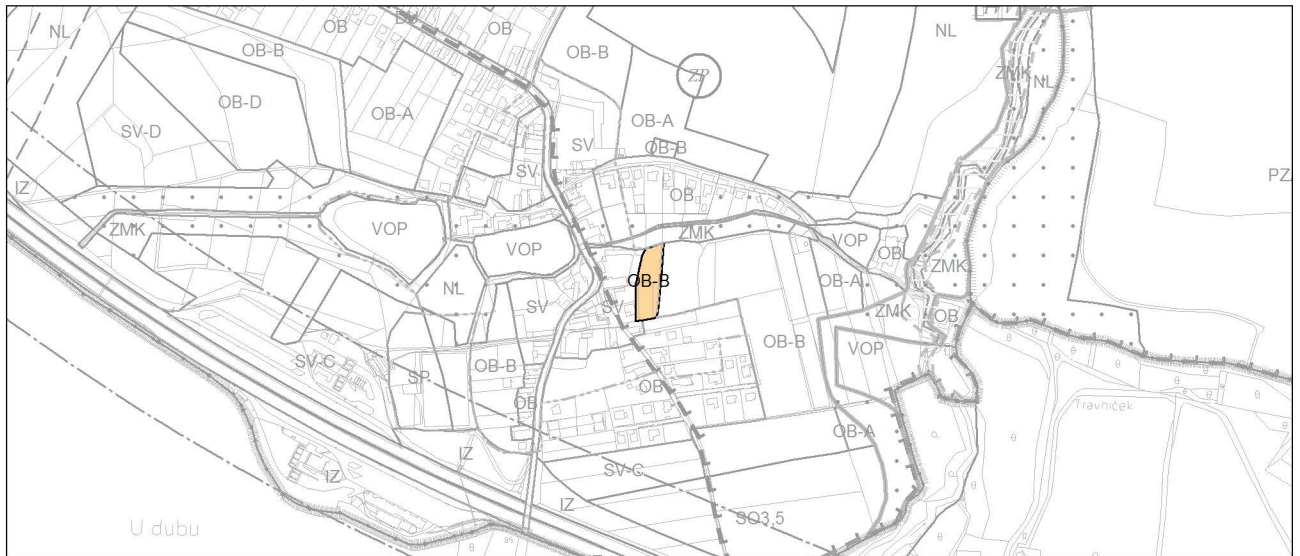 NL
OB-B
OB
OB
OB-B
NL
ZMK
NL
ZP
OB-D
OB-A
SV-D
OB-A
OB-B
SV
SV
OB
PZ
IZ
ZMK
VOP
VOP
ZMK
VOP
OB
ZMK
NL
SV
SV
OB-B
OB-A
ZMK
OB
SV-C
SP
OB-B
OB
OB-B
VOP
OB
Travníček
OB-A
IZ
IZ
SV-C
IZ
SO3,5
U dubu